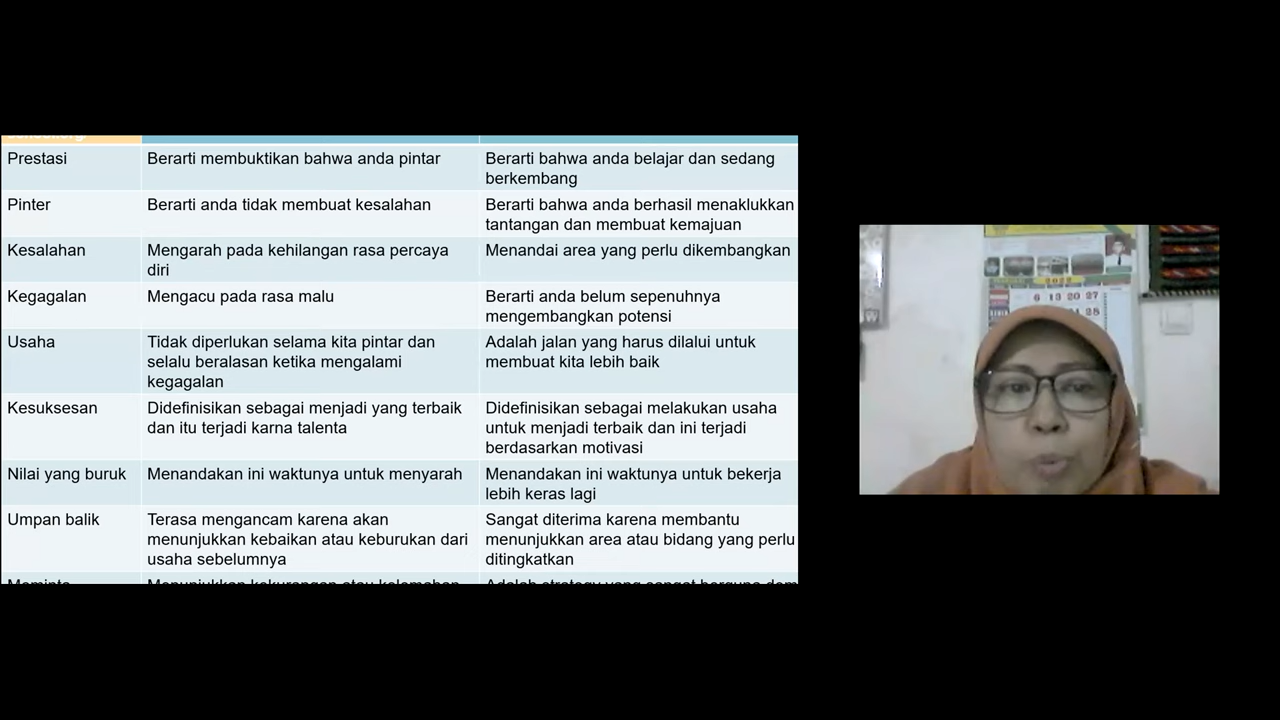 Prestasi
Berarti membuktikan bahwa anda pintar
Berarti bahwa anda belajar dan sedang
berkembang
Pinter
Berarti anda tidak membuat kesalahan
Berarti bahwa anda berhasil menaklukkan
tantangan dan membuat kemajuan
Kesalahan
Mengarah pada kehilangan rasa percaya
diri
Menandai area yang perlu dikembangkan
Kegagalan
Mengacu pada rasa malu
Berarti anda belum sepenuhnya
mengembangkan potensi
Usaha
Tidak diperlukan selama kita pintar dan
selalu beralasan ketika mengalami
kegagalan
Adalah jalan yang harus dilalui untuk
membuat kita lebih baik
Kesuksesan
Didefinisikan sebagai menjadi yang terbaik
dan itu terjadi karna talenta
Didefinisikan sebagai melakukan usaha
untuk menjadi terbaik dan ini terjadi
berdasarkan motivasi
Nilai yang buruk
Menandakan ini waktunya untuk menyarah
Menandakan ini waktunya untuk bekerja
lebih keras lagi
Umpan balik
Terasa mengancam karena akan
menunjukkan kebaikan atau keburukan dari
usaha sebelumnya
Sangat diterima karena membantu
menunjukkan area atau bidang yang perlu
ditingkatkan
2022
6 13 20 27
28